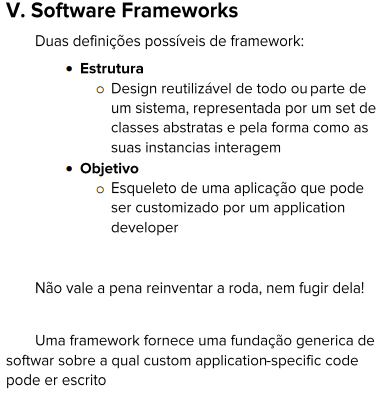 V. Software Frameworks
Duas definições possíveis de framework:
• Estrutura
○ Design reutilizável de todo ou parte de
um sistema, representada por um set de
classes abstratas e pela forma como as
suas instancias interagem
• Objetivo
○ Esqueleto de uma aplicação que pode
ser customizado por um application
developer
Não vale a pena reinventar a roda, nem fugir dela!
Uma framework fornece uma fundação generica de
softwar sobre a qual custom application-specific code
pode er escrito